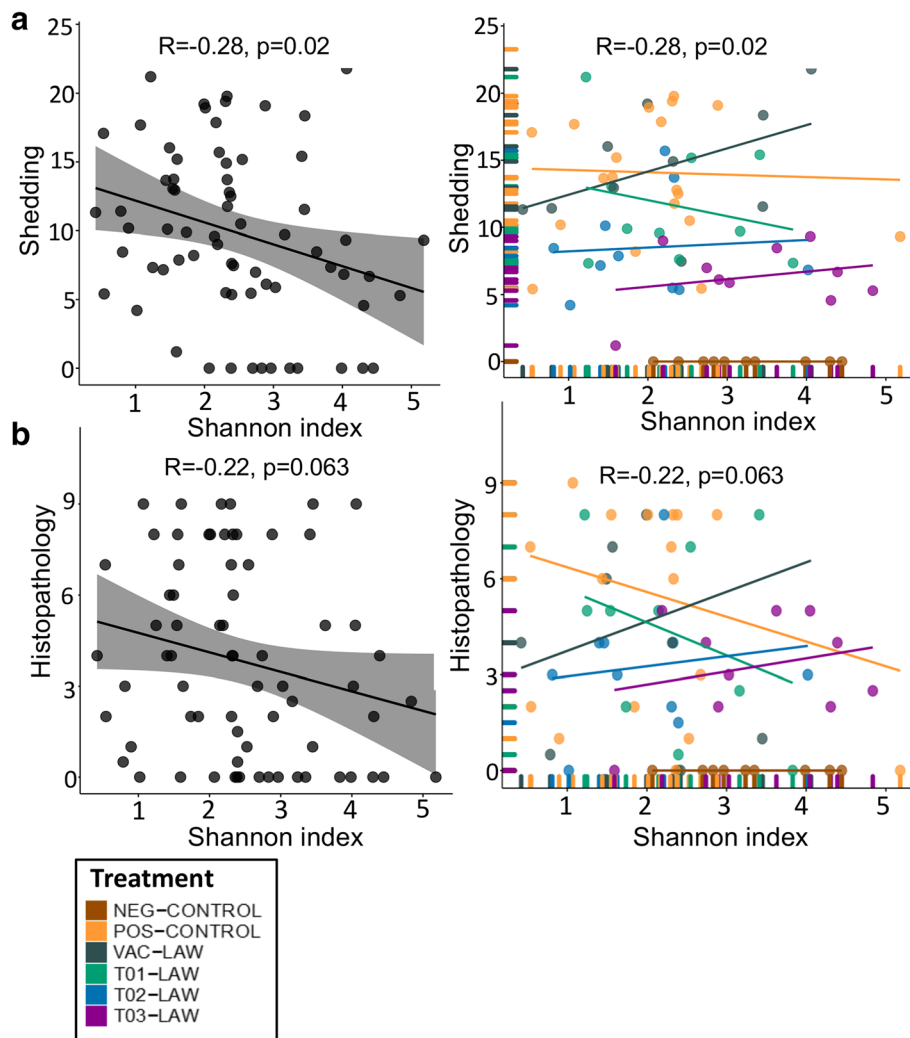 a
R=-0.28, p=0.02
R=-0.28, p=0.02
Shedding
25
20
15
10
5
0
1 2 3 4 5
Shannon index
Shedding
25
20
15
10
5
0
1 2 3 4 5
Shannon index
b
R=-0.22, p=0.063
R=-0.22, p=0.063
Histopathology
9
6
3
0
1 2 3 4 5
Shannon index
Histopathology
9
6
3
0
1 2 3 4 5
Shannon index
Treatment
NEG−CONTROL
POS−CONTROL
VAC−LAW
T01−LAW
T02−LAW
T03−LAW